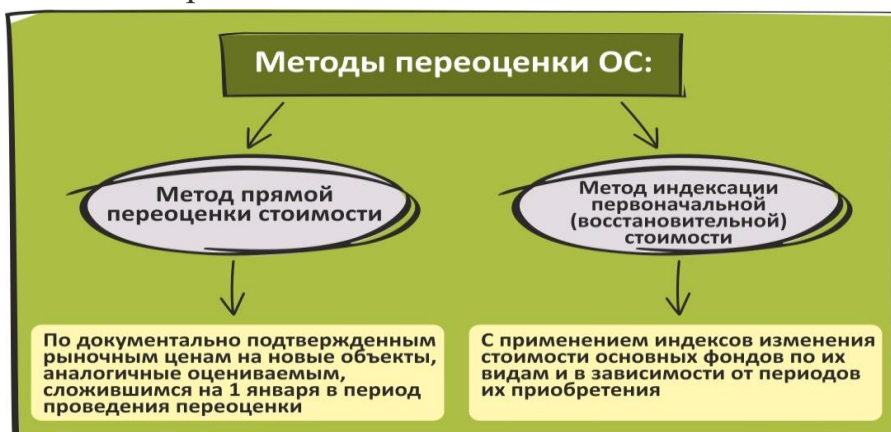 Методы переоценки ОС:
Метод прямой
переоценки стоимости
Метод индексации
первоначальной
(восстановительной)
стоимости
По документально подтвержденным
рыночным ценам на новые объекты,
аналогичные оцениваемым,
сложившимся на 1 января в период
проведения переоценки
С применением индексов изменения
стоимости основных фондов по их
видам и в зависимости от периодов
их приобретения